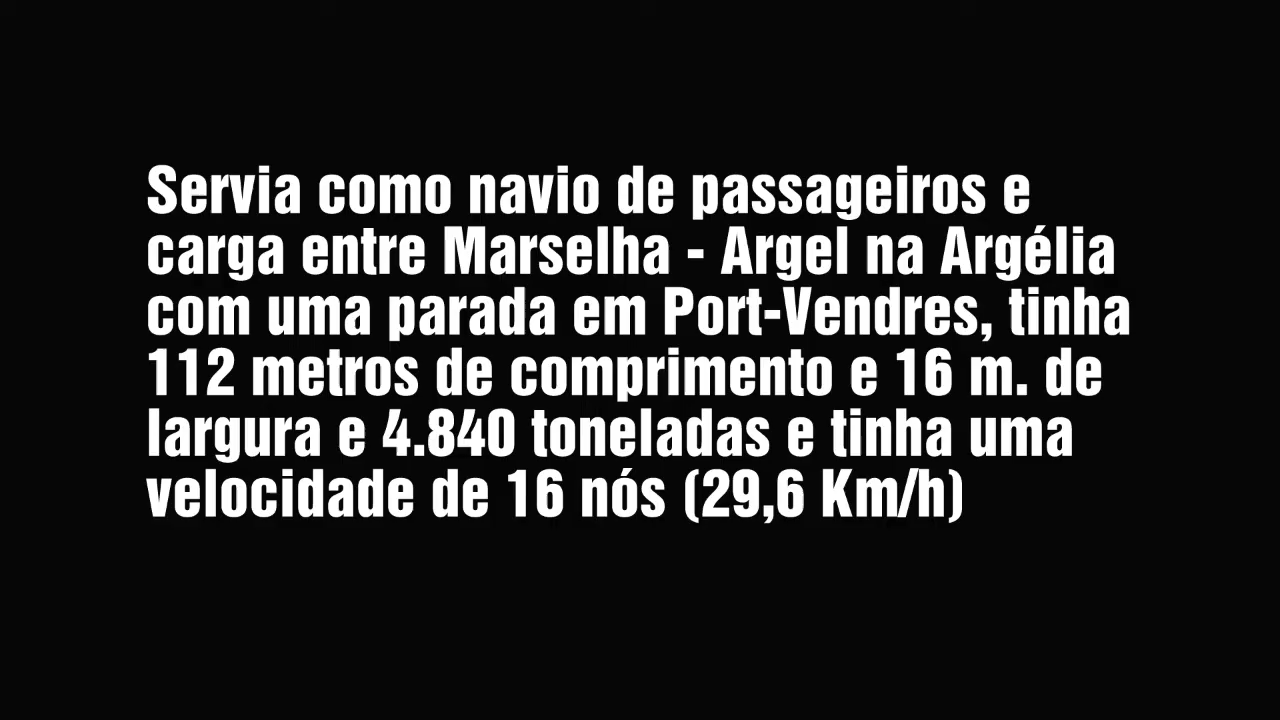 Servia como navio de passageiros e
carga entre Marselha - Argel na Argélia
com uma parada em Port-Vendres, tinha
112 metros de comprimento e 16 m. de
largura e 4.840 toneladas e tinha uma
velocidade de 16 nós (29,6 Km/h)